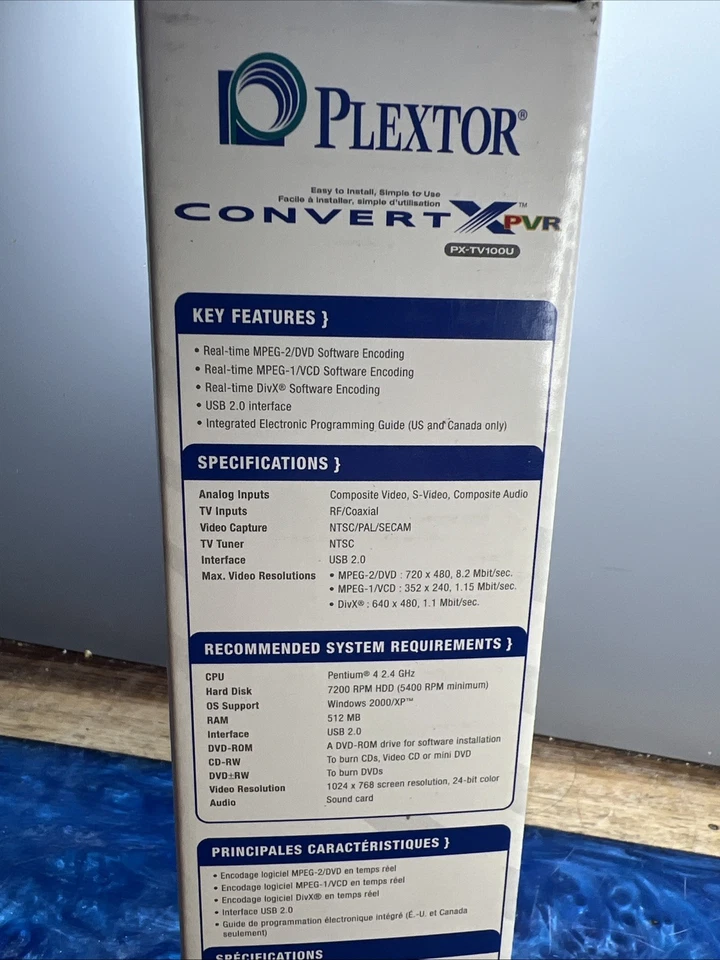 PLEXTOR®
Easy to Install, Simple to Use
Facile à installer, simple d'utilisation
CONVERTX™PVR
PX-TV100U
KEY FEATURES }
• Real-time MPEG-2/DVD Software Encoding
• Real-time MPEG-1/VCD Software Encoding
• Real-time DivX® Software Encoding
• USB 2.0 interface
• Integrated Electronic Programming Guide (US and Canada only)
SPECIFICATIONS }
Analog Inputs Composite Video, S-Video, Composite Audio
TV Inputs RF/Coaxial
Video Capture NTSC/PAL/SECAM
TV Tuner NTSC
Interface USB 2.0
Max. Video Resolutions • MPEG-2/DVD : 720 x 480, 8.2 Mbit/sec.
• MPEG-1/VCD : 352 x 240, 1.15 Mbit/sec.
• DivX® : 640 x 480, 1.1 Mbit/sec.
RECOMMENDED SYSTEM REQUIREMENTS }
CPU Pentium® 4 2.4 GHz
Hard Disk 7200 RPM HDD (5400 RPM minimum)
OS Support Windows 2000/XP™
RAM 512 MB
Interface USB 2.0
DVD-ROM A DVD-ROM drive for software installation
CD-RW To burn CDs, Video CD or mini DVD
DVD±RW To burn DVDs
Video Resolution 1024 x 768 screen resolution, 24-bit color
Audio Sound card
PRINCIPALES CARACTÉRISTIQUES }
• Encodage logiciel MPEG-2/DVD en temps réel
• Encodage logiciel MPEG-1/VCD en temps réel
• Encodage logiciel DivX® en temps réel
• Interface USB 2.0
• Guide de programmation électronique intégré (É.-U. et Canada
seulement)
SPÉCIFICATIONS